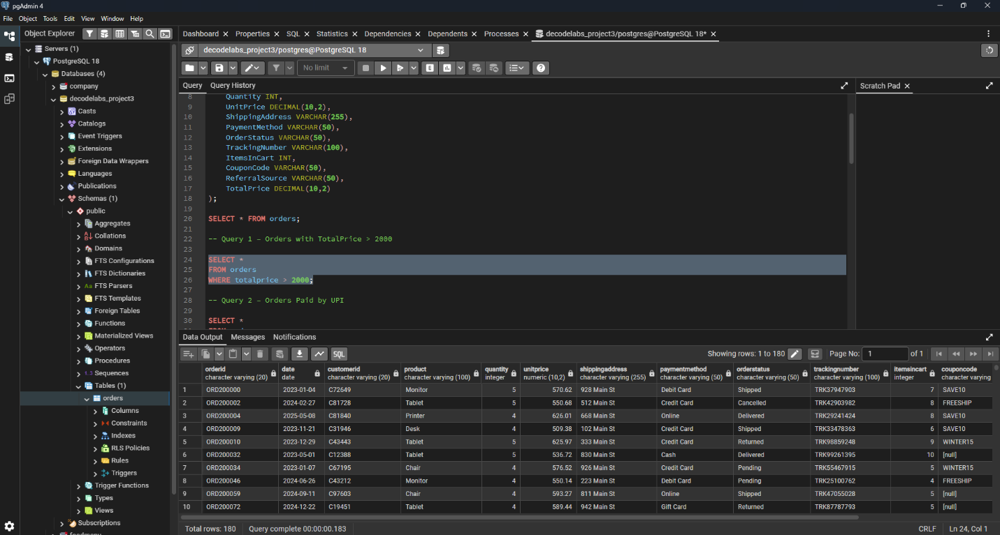 pgAdmin 4
File Object Tools Edit View Window Help
Object Explorer
Dashboard Properties SQL Statistics Dependencies Dependents Processes decodelabs_project3/postgres@PostgreSQL 18*
Servers (1)
PostgreSQL 18
Databases (4)
company
decodelabs_project3
Casts
Catalogs
Event Triggers
Extensions
Foreign Data Wrappers
Languages
Publications
Schemas (1)
public
Aggregates
Collations
Domains
FTS Configurations
FTS Dictionaries
Aa FTS Parsers
FTS Templates
Foreign Tables
Functions
Materialized Views
Operators
Procedures
1..3 Sequences
Tables (1)
orders
Columns
Constraints
Indexes
RLS Policies
Rules
Triggers
Trigger Functions
Types
Views
Subscriptions
decodelabs_project3/postgres@PostgreSQL 18
No limit
Query Query History
Scratch Pad
8 Quantity INT,
9 UnitPrice DECIMAL(10,2),
10 ShippingAddress VARCHAR(255),
11 PaymentMethod VARCHAR(50),
12 OrderStatus VARCHAR(50),
13 TrackingNumber VARCHAR(100),
14 ItemsInCart INT,
15 CouponCode VARCHAR(50),
16 ReferralSource VARCHAR(50),
17 TotalPrice DECIMAL(10,2)
18 );
19
20 SELECT * FROM orders;
21
22 -- Query 1 – Orders with TotalPrice > 2000
23
24 SELECT *
25 FROM orders
26 WHERE totalprice > 2000;
27
28 -- Query 2 – Orders Paid by UPI
29
30 SELECT *
Data Output Messages Notifications
SQL Showing rows: 1 to 180 Page No: 1 of 1
orderid date customerid product quantity unitprice shippingaddress paymentmethod orderstatus trackingnumber itemsincart couponcode
character varying (20) date character varying (20) character varying (100) integer numeric (10,2) character varying (255) character varying (50) character varying (50) character varying (100) integer character varying
1 ORD200000 2023-01-04 C72649 Monitor 5 570.62 928 Main St Debit Card Shipped TRK37947903 7 SAVE10
2 ORD200002 2024-02-27 C81728 Tablet 5 550.68 512 Main St Credit Card Cancelled TRK42903982 8 FREESHIP
3 ORD200004 2025-05-08 C81840 Printer 4 626.01 668 Main St Online Delivered TRK29241424 8 SAVE10
4 ORD200009 2023-11-21 C31946 Desk 4 509.38 102 Main St Credit Card Shipped TRK33478363 6 SAVE10
5 ORD200010 2023-12-29 C43443 Tablet 5 625.97 333 Main St Credit Card Returned TRK98859248 9 WINTER15
6 ORD200032 2023-05-01 C12388 Tablet 5 536.72 830 Main St Cash Delivered TRK99261395 10 [null]
7 ORD200034 2023-01-07 C67195 Chair 4 576.52 926 Main St Credit Card Pending TRK55467915 5 WINTER15
8 ORD200046 2024-06-26 C43212 Monitor 4 550.14 223 Main St Debit Card Pending TRK25100762 4 FREESHIP
9 ORD200059 2024-09-11 C97603 Chair 4 593.27 811 Main St Online Shipped TRK47055028 5 [null]
10 ORD200072 2024-12-22 C19451 Tablet 4 589.44 942 Main St Gift Card Returned TRK87787793 5 [null]
Total rows: 180 Query complete 00:00:00.183 CRLF Ln 24, Col 1